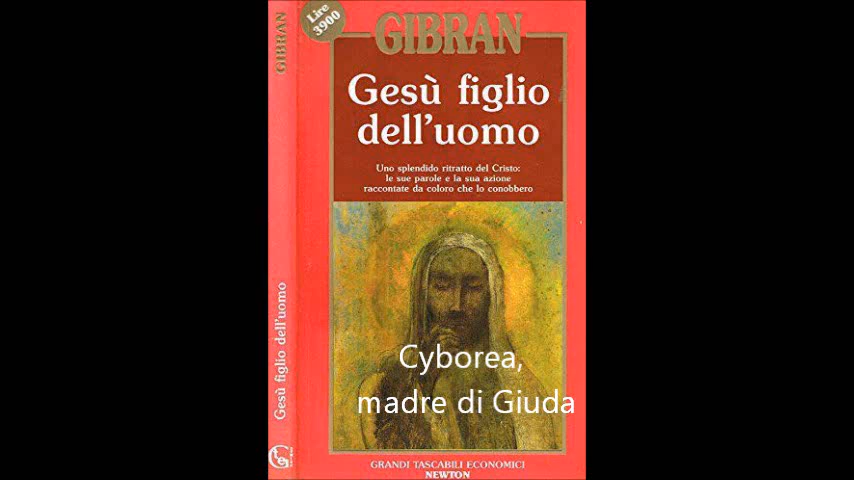 GIBRAN
Gesù figlio dell'uomo
Lire
3900
GIBRAN
Gesù figlio
dell'uomo
Uno splendido ritratto del Cristo:
le sue parole e la sua azione
raccontate da coloro che lo conobbero
Cyborea,
madre di Giuda
GRANDI TASCABILI ECONOMICI
NEWTON